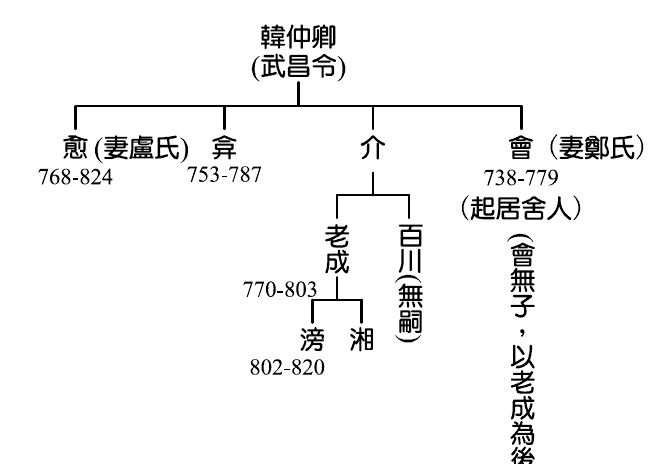 韓仲卿
(武昌令)
愈(妻盧氏)
768-824
弇
753-787
介
會（妻鄭氏）
738-779
(起居舍人)
(會無子，以老成為後
老成
770-803
百川(無嗣)
滂
802-820
湘